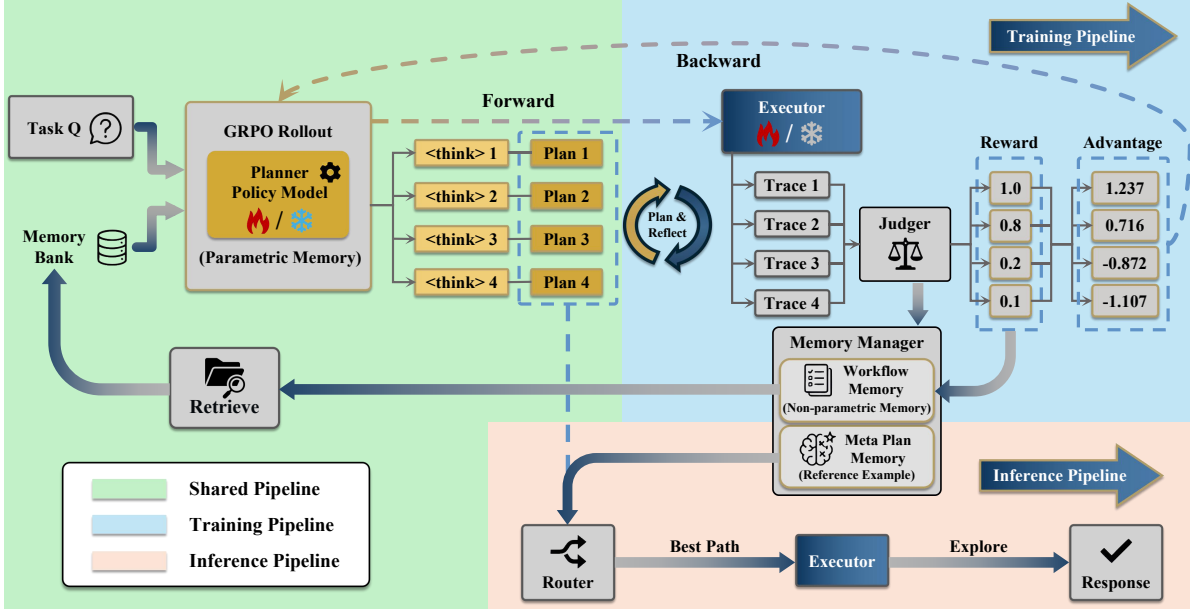 Training Pipeline
Backward
Forward
Task Q
GRPO Rollout
Planner
Policy Model
/
(Parametric Memory)
Memory
Bank
<think> 1
Plan 1
<think> 2
Plan 2
<think> 3
Plan 3
<think> 4
Plan 4
Plan &
Reflect
Executor
/
Trace 1
Trace 2
Trace 3
Trace 4
Judger
Reward
1.0
0.8
0.2
0.1
Advantage
1.237
0.716
-0.872
-1.107
Memory Manager
Workflow
Memory
(Non-parametric Memory)
Meta Plan
Memory
(Reference Example)
Retrieve
Shared Pipeline
Training Pipeline
Inference Pipeline
Inference Pipeline
Router
Best Path
Executor
Explore
Response